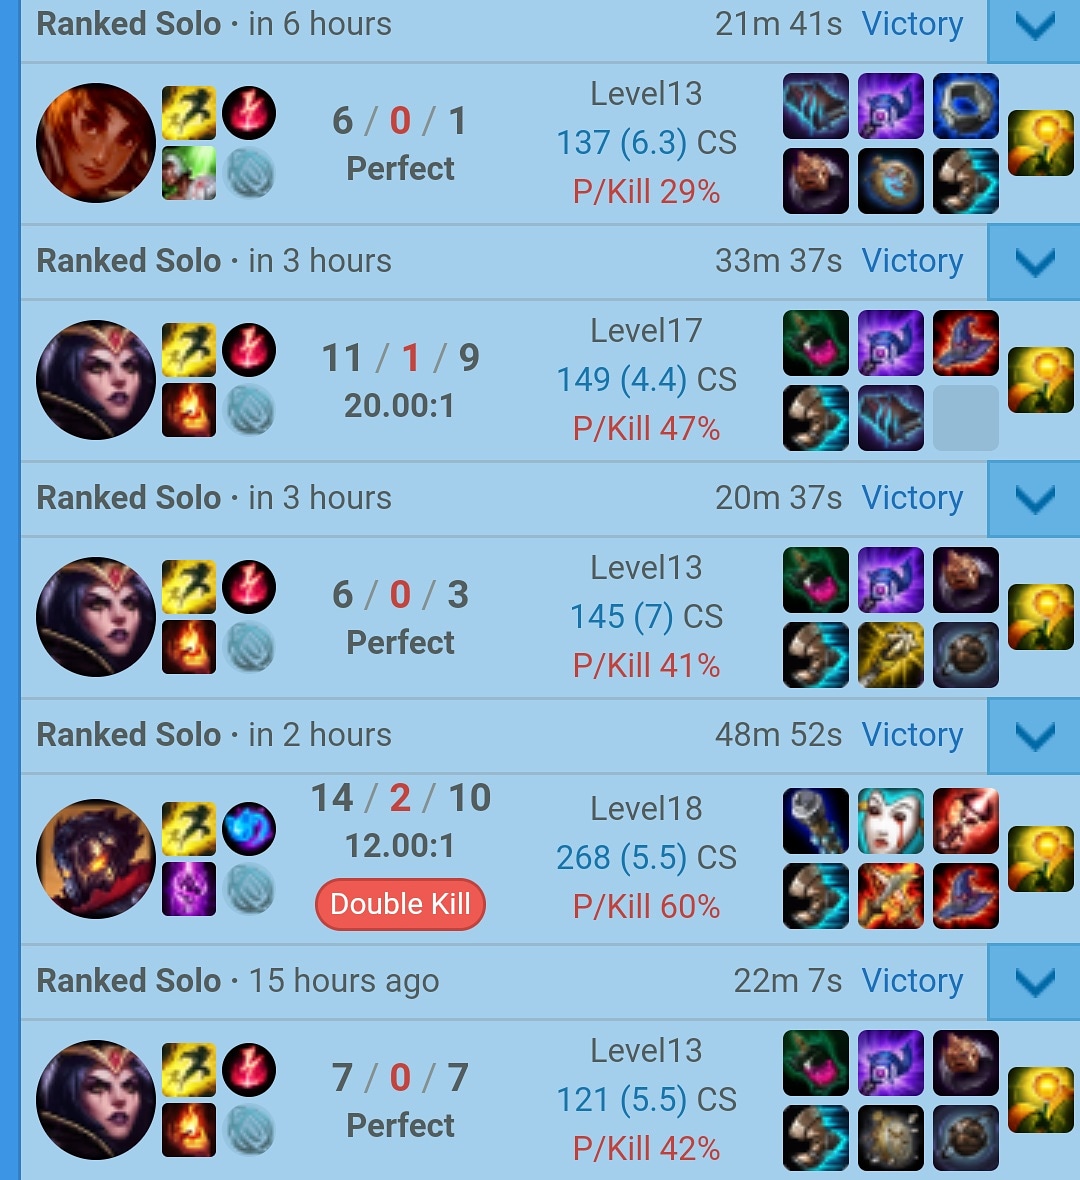 Ranked Solo · in 6 hours 21m 41s Victory
6 / 0 / 1
Perfect
Level13
137 (6.3) CS
P/Kill 29%
Ranked Solo · in 3 hours 33m 37s Victory
11 / 1 / 9
20.00:1
Level17
149 (4.4) CS
P/Kill 47%
Ranked Solo · in 3 hours 20m 37s Victory
6 / 0 / 3
Perfect
Level13
145 (7) CS
P/Kill 41%
Ranked Solo · in 2 hours 48m 52s Victory
14 / 2 / 10
12.00:1
Double Kill
Level18
268 (5.5) CS
P/Kill 60%
Ranked Solo · 15 hours ago 22m 7s Victory
7 / 0 / 7
Perfect
Level13
121 (5.5) CS
P/Kill 42%